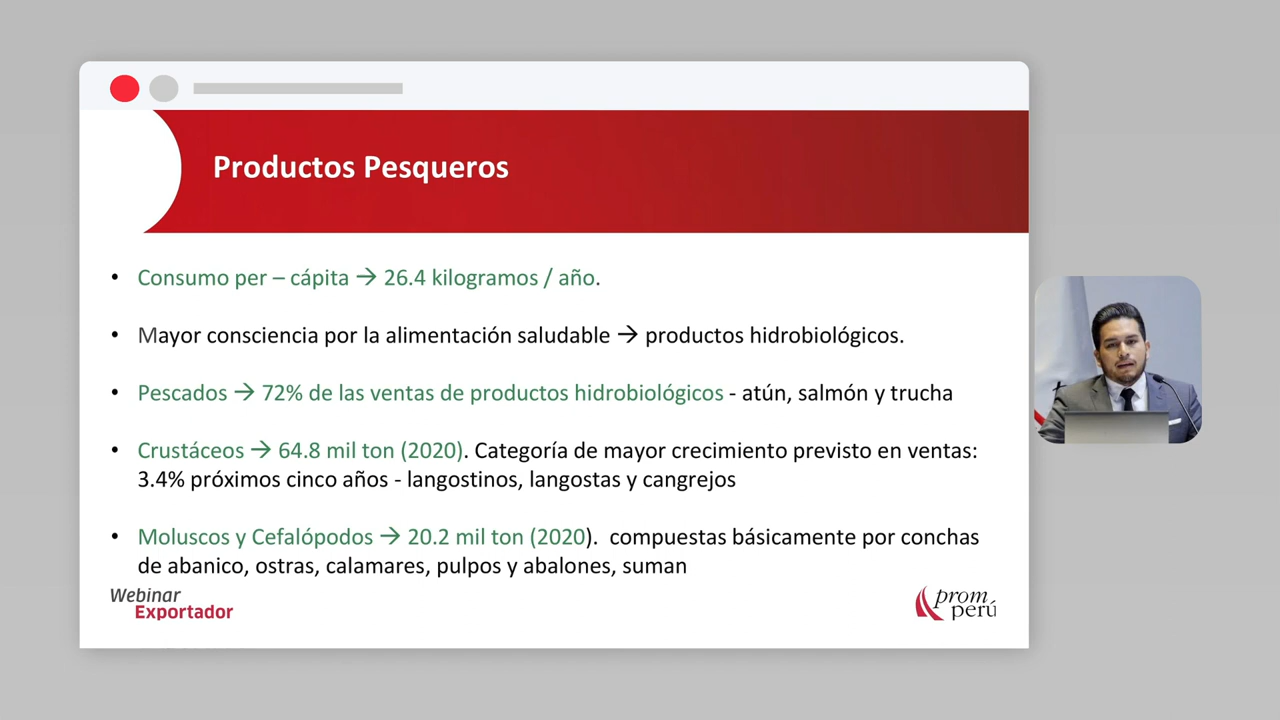 Productos Pesqueros
• Consumo per – cápita → 26.4 kilogramos / año.
• Mayor consciencia por la alimentación saludable → productos hidrobiológicos.
• Pescados → 72% de las ventas de productos hidrobiológicos - atún, salmón y trucha
• Crustáceos → 64.8 mil ton (2020). Categoría de mayor crecimiento previsto en ventas:
3.4% próximos cinco años - langostinos, langostas y cangrejos
• Moluscos y Cefalópodos → 20.2 mil ton (2020). compuestas básicamente por conchas
de abanico, ostras, calamares, pulpos y abalones, suman
Webinar
Exportador
prom
perú